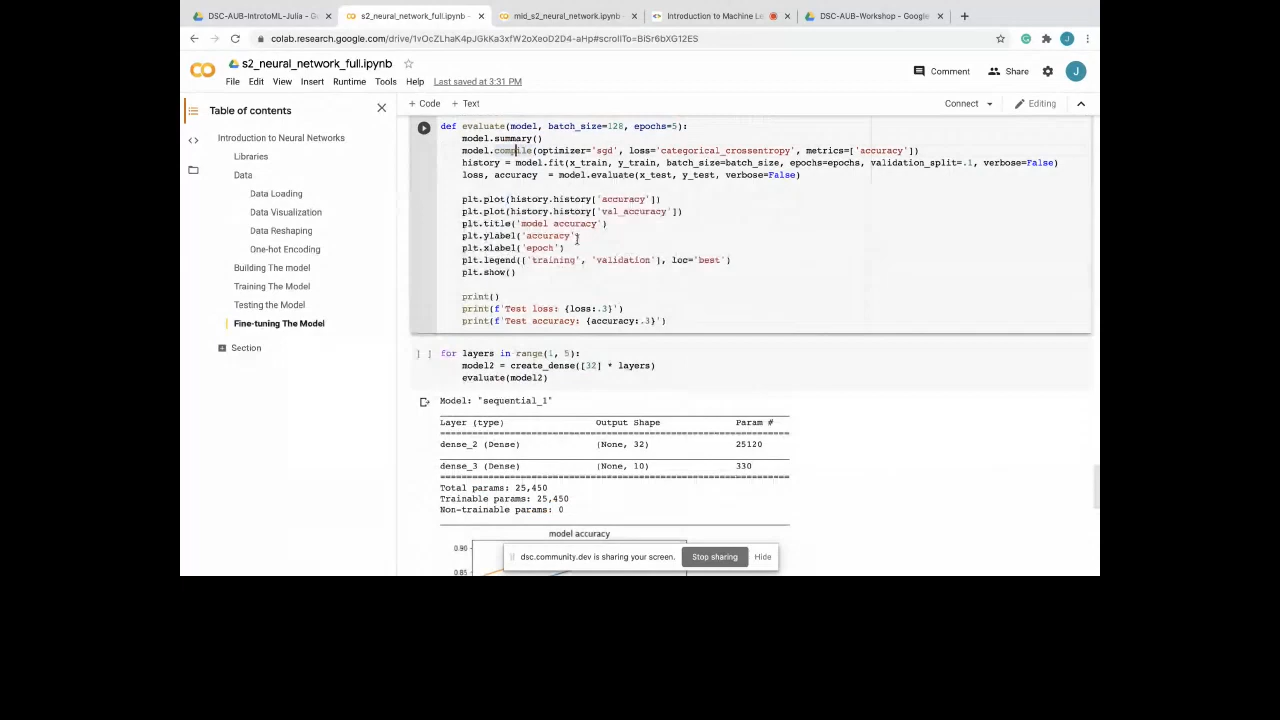 DSC-AUB-IntrotoML-Julia - G
s2_neural_network_full.ipynb -
mid_s2_neural_network.ipynb -
Introduction to Machine Le
DSC-AUB-Workshop - Google
colab.research.google.com/drive/1vOcZLhaK4pJGkKa3xfW2oXeoD2D4-aHp#scrollTo=BiSr6bXG12ES
s2_neural_network_full.ipynb
File Edit View Insert Runtime Tools Help Last saved at 3:31 PM
Comment Share J
Table of contents
+ Code + Text
Connect Editing
Introduction to Neural Networks
Libraries
Data
Data Loading
Data Visualization
Data Reshaping
One-hot Encoding
Building The model
Training The Model
Testing the Model
Fine-tuning The Model
Section
def evaluate(model, batch_size=128, epochs=5):
model.summary()
model.compile(optimizer='sgd', loss='categorical_crossentropy', metrics=['accuracy'])
history = model.fit(x_train, y_train, batch_size=batch_size, epochs=epochs, validation_split=.1, verbose=False)
loss, accuracy = model.evaluate(x_test, y_test, verbose=False)
plt.plot(history.history['accuracy'])
plt.plot(history.history['val_accuracy'])
plt.title('model accuracy')
plt.ylabel('accuracy')
plt.xlabel('epoch')
plt.legend(['training', 'validation'], loc='best')
plt.show()
print()
print(f'Test loss: {loss:.3}')
print(f'Test accuracy: {accuracy:.3}')
[ ] for layers in range(1, 5):
model2 = create_dense([32] * layers)
evaluate(model2)
Model: "sequential_1"
Layer (type) Output Shape Param #
dense_2 (Dense) (None, 32) 25120
dense_3 (Dense) (None, 10) 330
Total params: 25,450
Trainable params: 25,450
Non-trainable params: 0
model accuracy
0.90
0.85
dsc.community.dev is sharing your screen. Stop sharing Hide